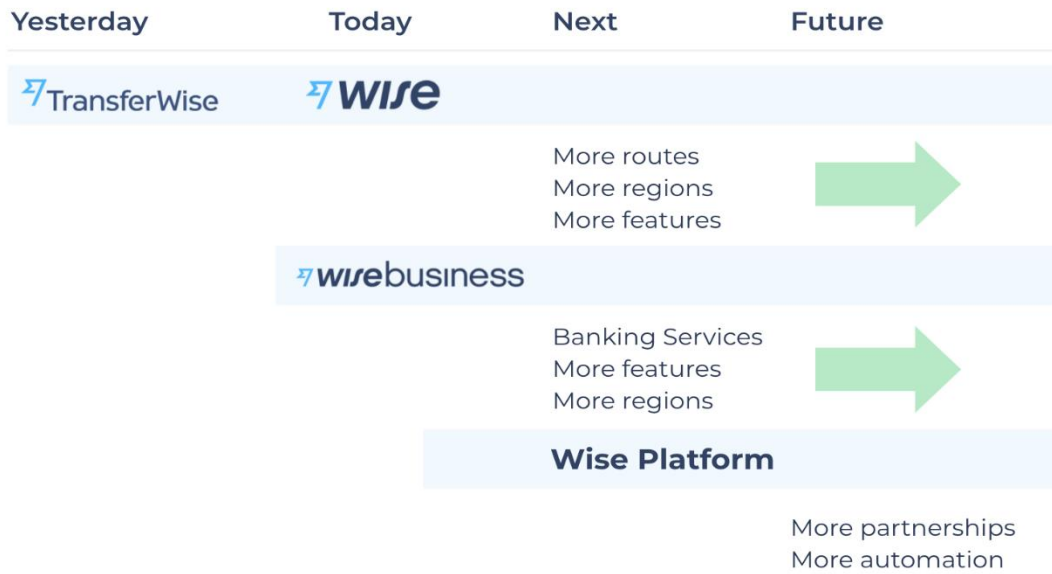 Yesterday Today Next Future
TransferWise wise
More routes
More regions
More features
wisebusiness
Banking Services
More features
More regions
Wise Platform
More partnerships
More automation